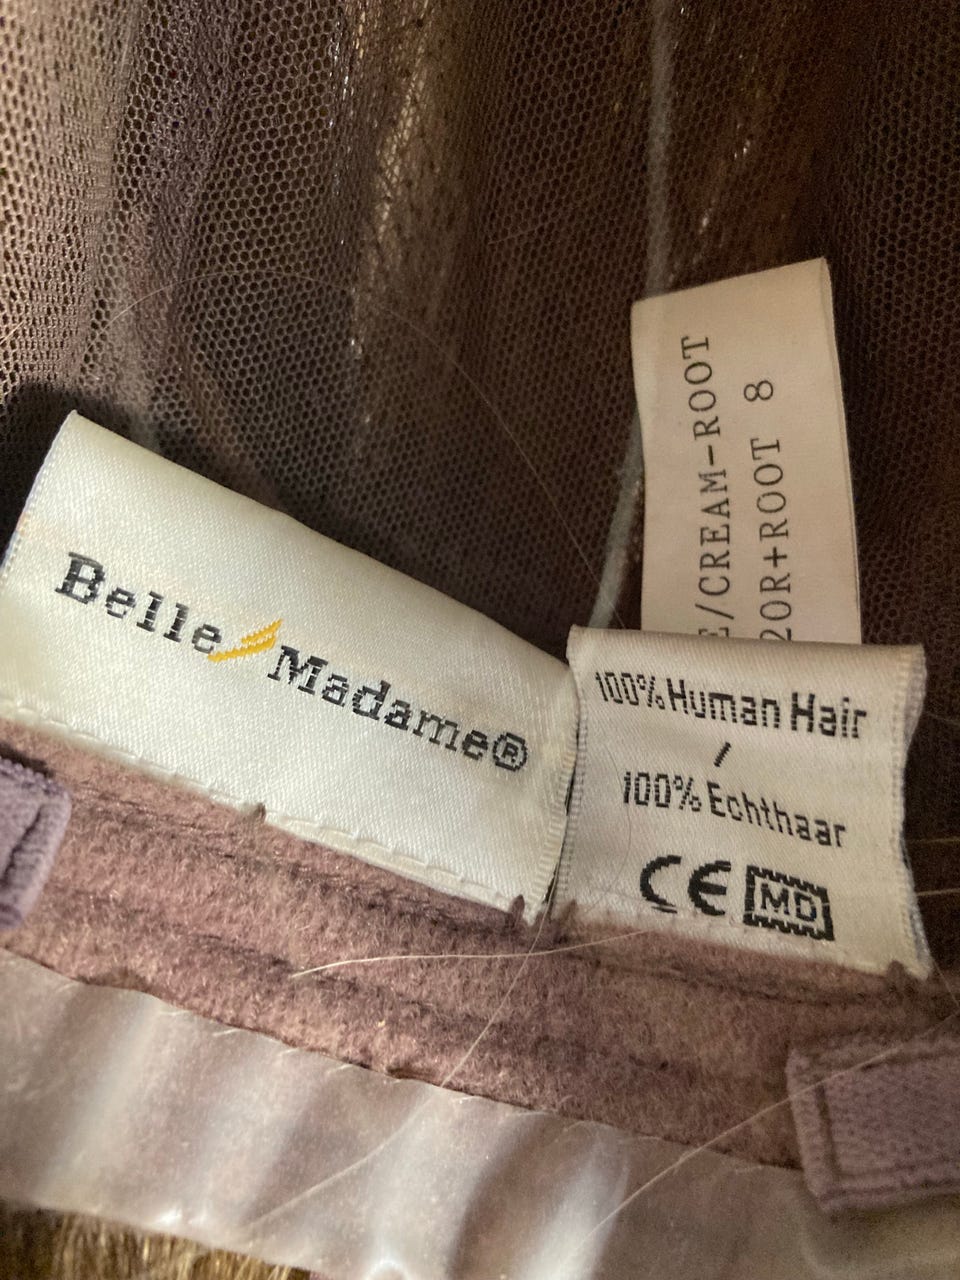 Belle Madame®
/CREAM-ROOT
20R+ROOT 8
100% Human Hair
/
100% Echthaar
CE MD